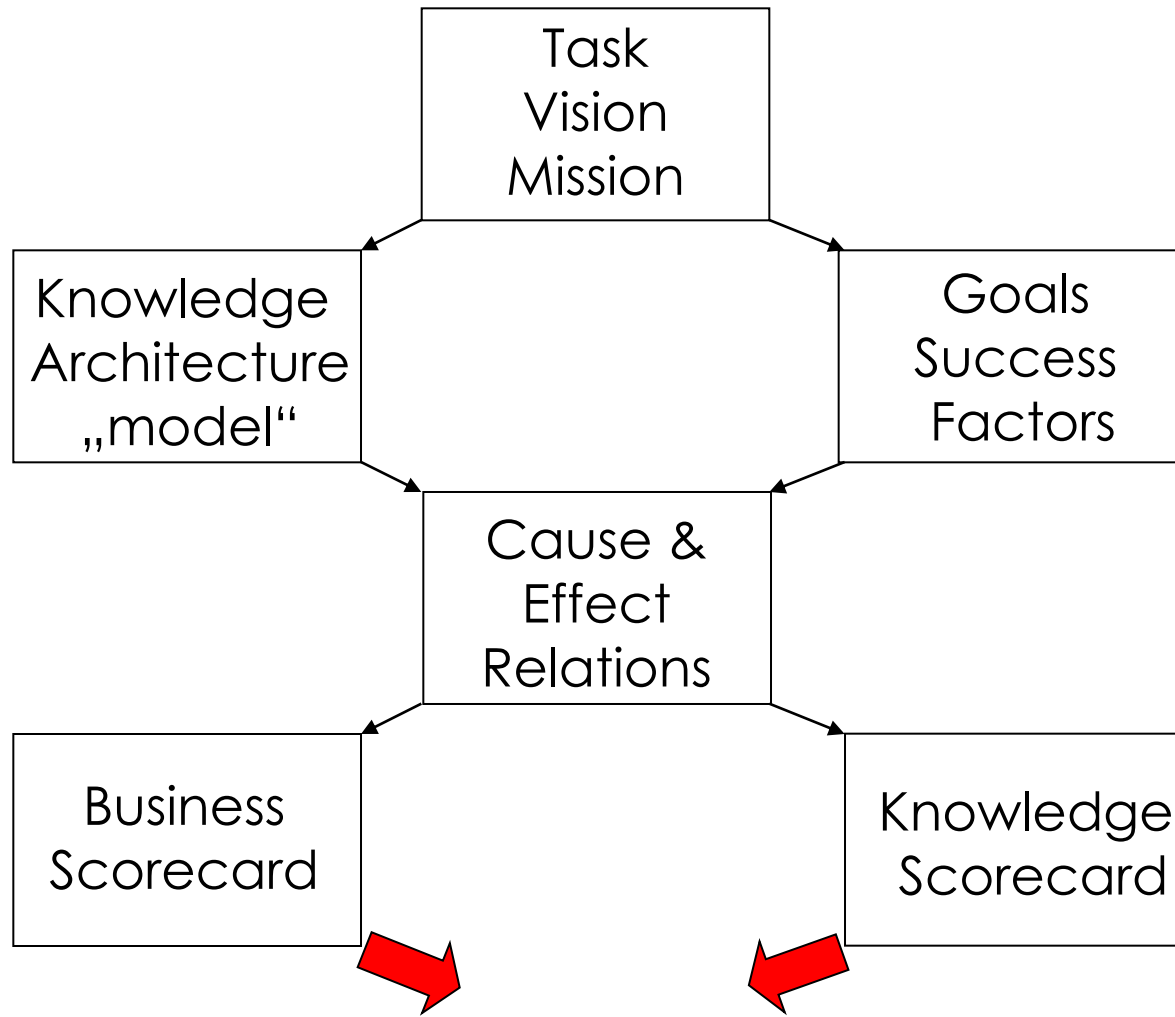 Task
Vision
Mission
Knowledge
Architecture
„model“
Goals
Success
Factors
Cause &
Effect
Relations
Business
Scorecard
Knowledge
Scorecard